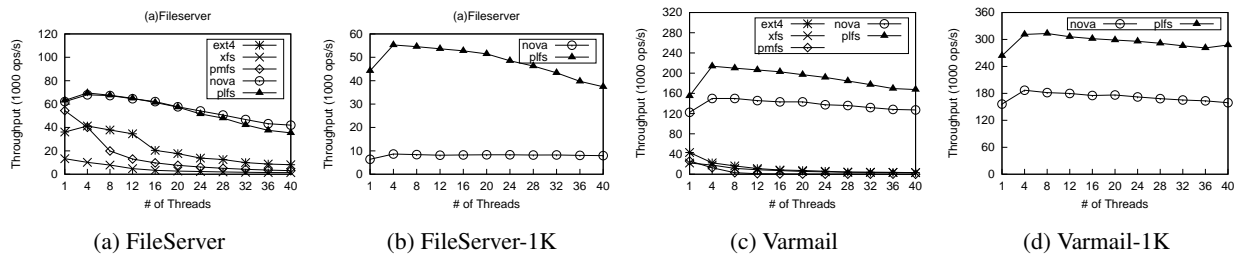 (a)Fileserver
Throughput (1000 ops/s)
120
100
80
60
40
20
0
ext4
xfs
pmfs
nova
plfs
1 4 8 12 16 20 24 28 32 36 40
# of Threads
(a) FileServer
(a)Fileserver
Throughput (1000 ops/s)
60
50
40
30
20
10
0
nova
plfs
1 4 8 12 16 20 24 28 32 36 40
# of Threads
(b) FileServer-1K
Throughput (1000 ops/s)
320
280
240
200
160
120
80
40
0
ext4
xfs
pmfs
nova
plfs
1 4 8 12 16 20 24 28 32 36 40
# of Threads
(c) Varmail
Throughput (1000 ops/s)
360
300
240
180
120
60
0
nova
plfs
1 4 8 12 16 20 24 28 32 36 40
# of Threads
(d) Varmail-1K